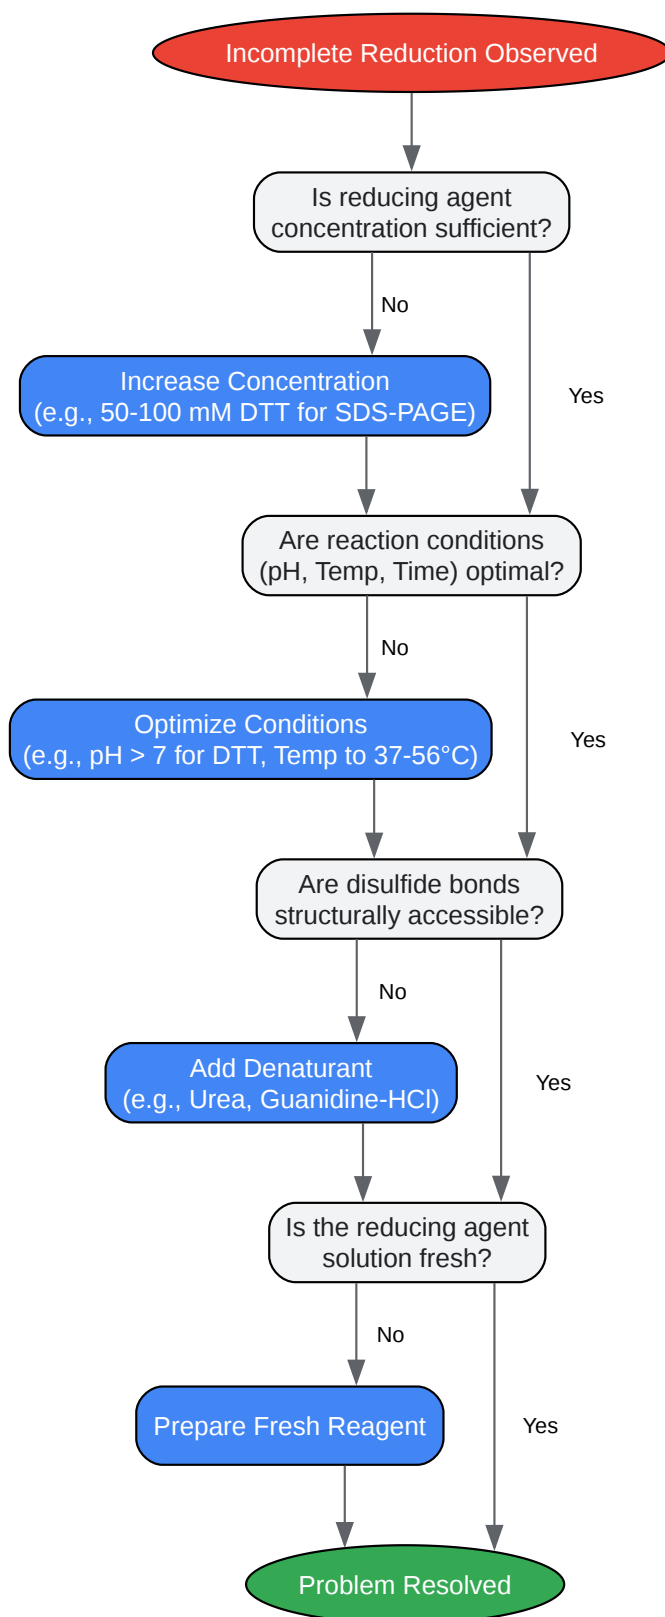 Incomplete Reduction Observed
Is reducing agent
concentration sufficient?
No
Increase Concentration
(e.g., 50-100 mM DTT for SDS-PAGE)
Yes
Are reaction conditions
(pH, Temp, Time) optimal?
No
Optimize Conditions
(e.g., pH > 7 for DTT, Temp to 37-56°C)
Yes
Are disulfide bonds
structurally accessible?
No
Add Denaturant
(e.g., Urea, Guanidine-HCl)
Yes
Is the reducing agent
solution fresh?
No
Prepare Fresh Reagent
Yes
Problem Resolved